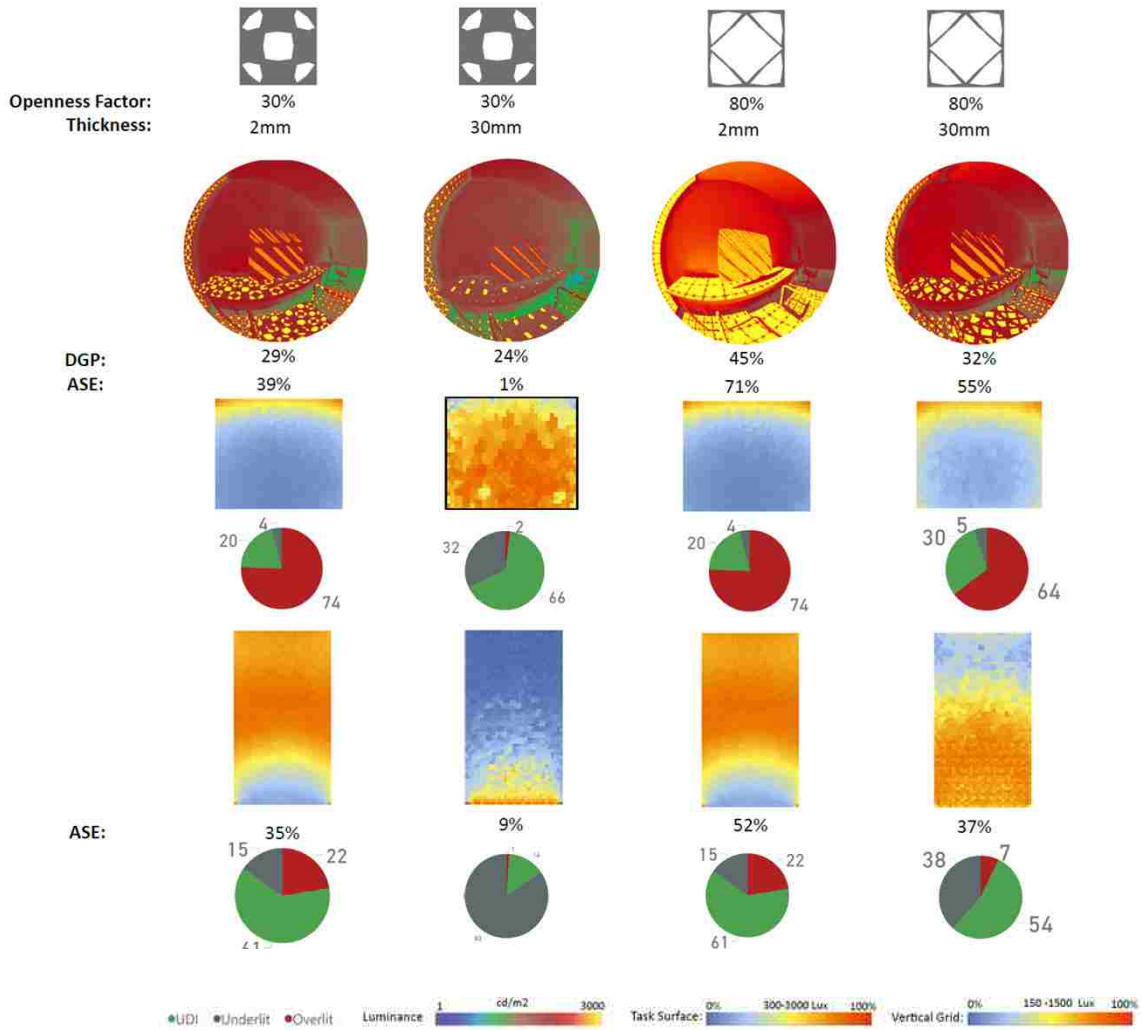 Openness Factor: 30% 30% 80% 80%
Thickness: 2mm 30mm 2mm 30mm
DGP: 29% 24% 45% 32%
ASE: 39% 1% 71% 55%
4 2 4 5
20 32 20 30
74 66 74 64
ASE: 35% 9% 52% 37%
15 22 15 22 38 7
61 61 54
UDI Underlit Overlit
Luminance 1 cd/m2 3000
Task Surface: 0% 300-3000 Lux 100%
Vertical Grid: 0% 150 -1500 Lux 100%